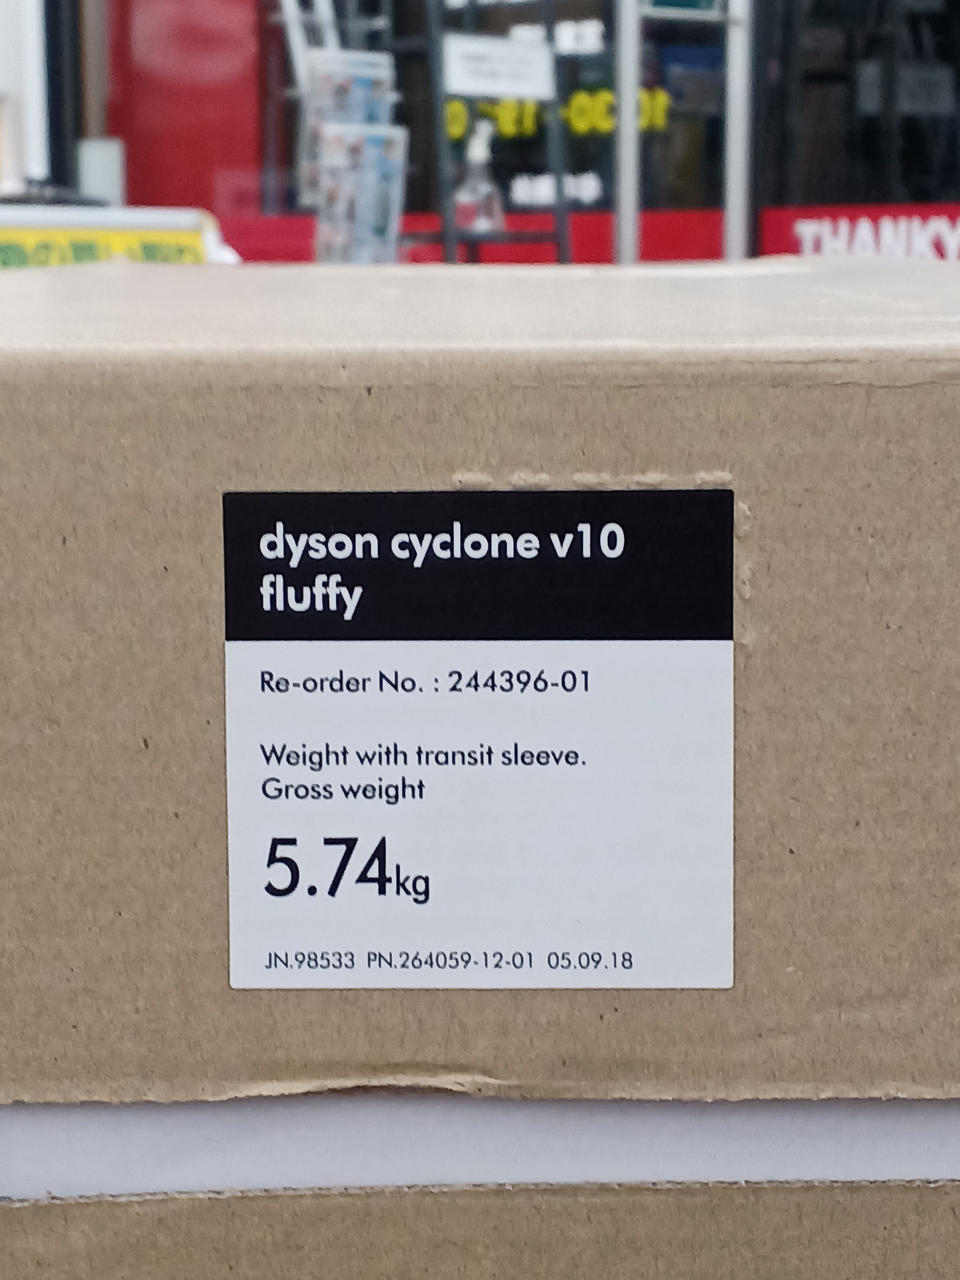 THANKY
dyson cyclone v10
fluffy
Re-order No. : 244396-01
Weight with transit sleeve.
Gross weight
5.74kg
JN.98533 PN.264059-12-01 05.09.18